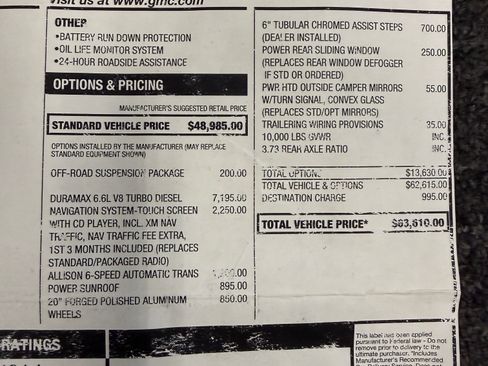 visit us at www.gmc.com
OTHER
•BATTERY RUN DOWN PROTECTION
•OIL LIFE MONITOR SYSTEM
•24-HOUR ROADSIDE ASSISTANCE
OPTIONS & PRICING
MANUFACTURER'S SUGGESTED RETAIL PRICE
STANDARD VEHICLE PRICE $48,985.00
OPTIONS INSTALLED BY THE MANUFACTURER (MAY REPLACE
STANDARD EQUIPMENT SHOWN)
OFF-ROAD SUSPENSION PACKAGE 200.00
DURAMAX 6.6L V8 TURBO DIESEL 7,195.00
NAVIGATION SYSTEM-TOUCH SCREEN 2,250.00
WITH CD PLAYER, INCL. XM NAV
TRAFFIC, NAV TRAFFIC FEE EXTRA,
1ST 3 MONTHS INCLUDED (REPLACES
STANDARD/PACKAGED RADIO)
ALLISON 6-SPEED AUTOMATIC TRANS
POWER SUNROOF 895.00
20" FORGED POLISHED ALUMINUM 850.00
WHEELS
6" TUBULAR CHROMED ASSIST STEPS 700.00
(DEALER INSTALLED)
POWER REAR SLIDING WINDOW 250.00
(REPLACES REAR WINDOW DEFOGGER
IF STD OR ORDERED)
PWR HTD OUTSIDE CAMPER MIRRORS 55.00
W/TURN SIGNAL, CONVEX GLASS
(REPLACES STD/OPT MIRRORS)
TRAILERING WIRING PROVISIONS 35.00
10,000 LBS GVWR INC.
3.73 REAR AXLE RATIO INC.
TOTAL OPTIONS $13,630.00
TOTAL VEHICLE & OPTIONS $62,615.00
DESTINATION CHARGE 995.00
TOTAL VEHICLE PRICE* $63,610.00
RATINGS
This label has been applied
pursuant to Federal law - Do not
remove prior to delivery to the
ultimate purchaser. *Includes
Manufacturer's Recommended